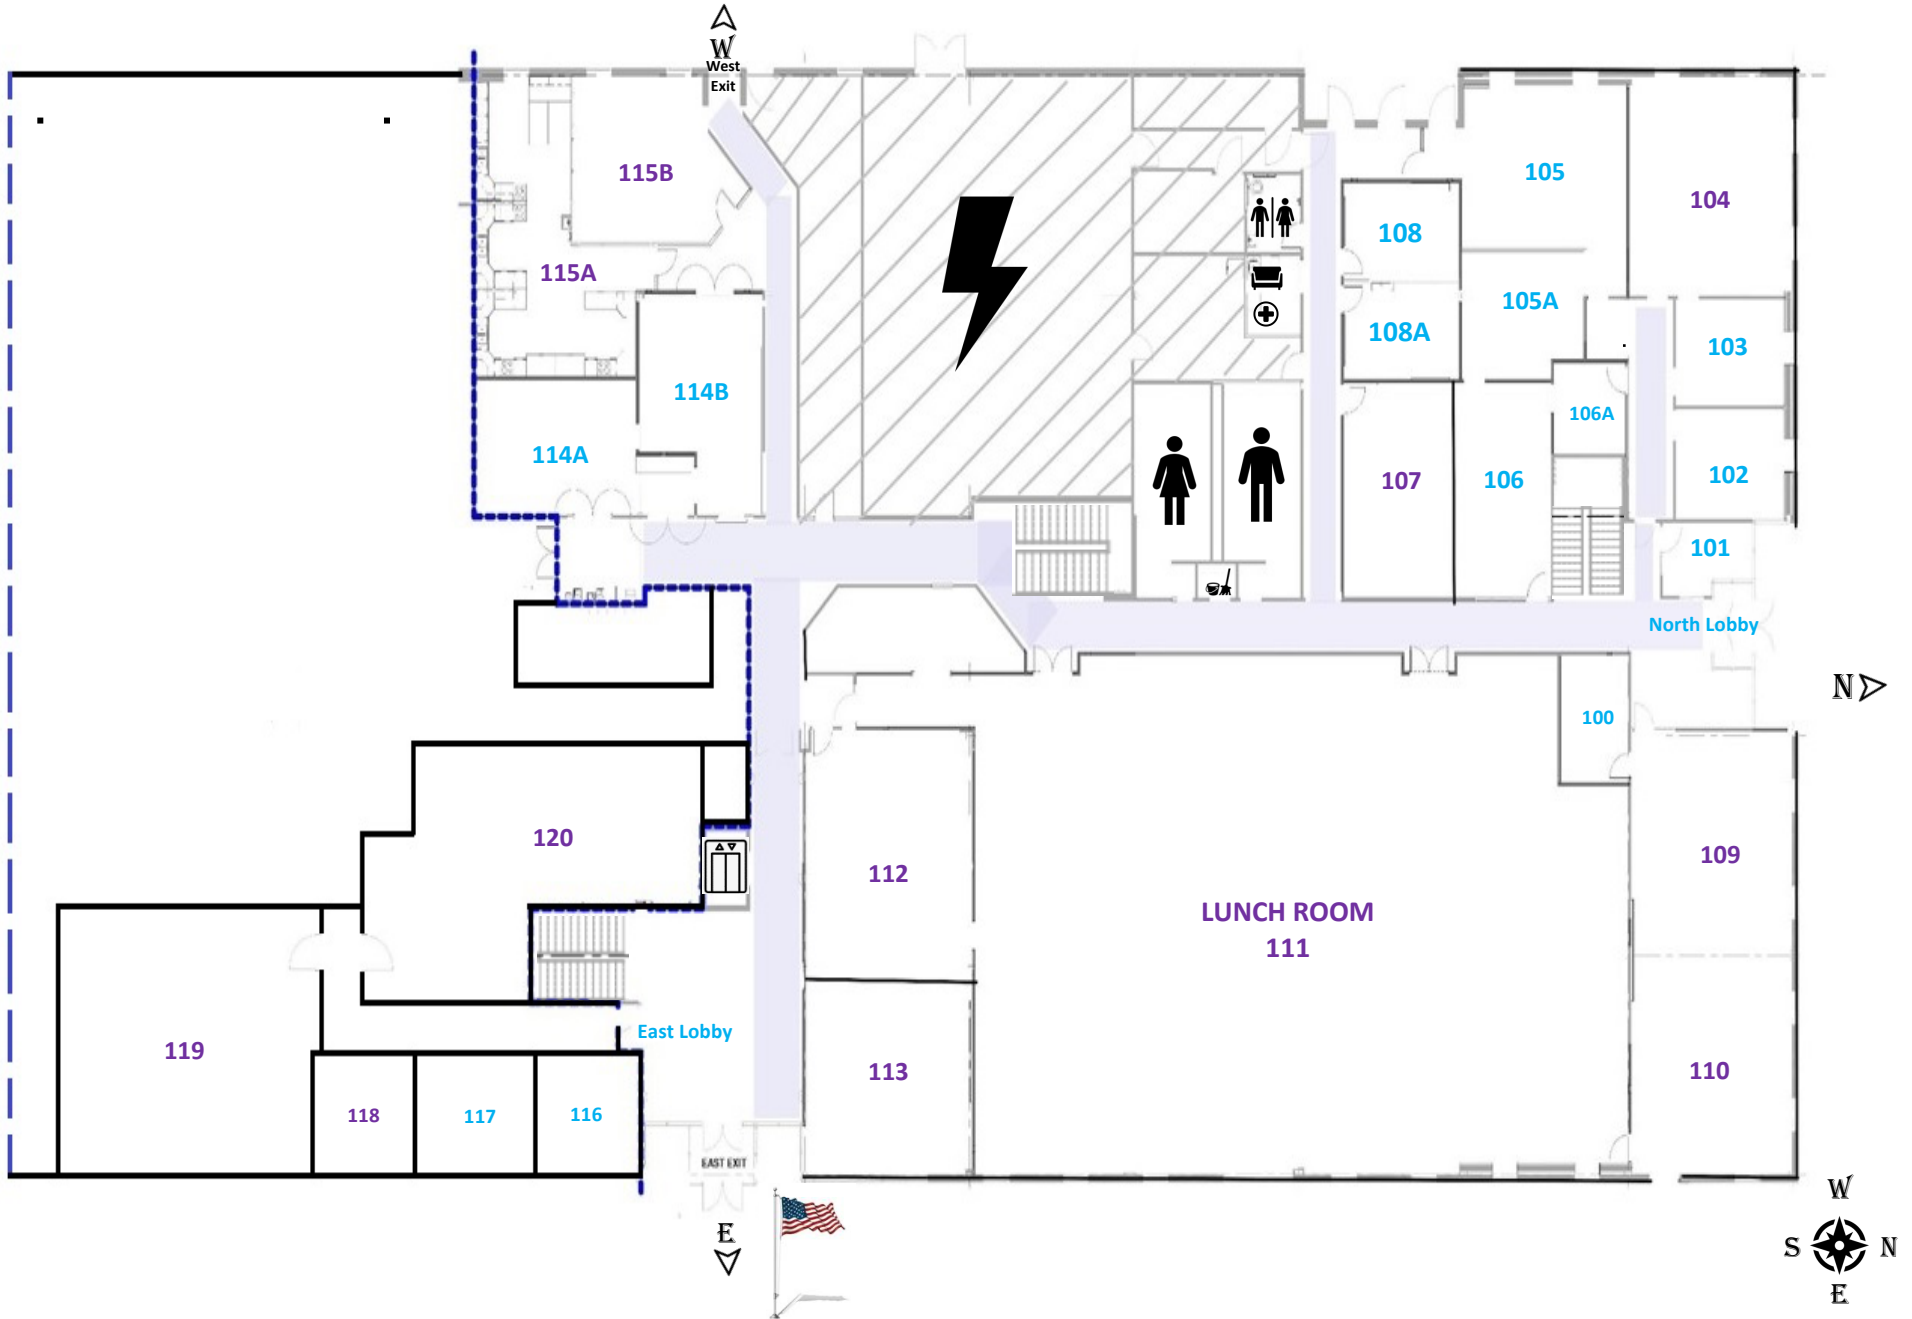 W
West
Exit
115B
105
104
108
115A
105A
108A
103
114B
106A
114A
107
106
102
101
North Lobby
N
100
120
109
112
LUNCH ROOM
111
East Lobby
119
113
110
118
117
116
EAST EXIT
E
W
S
N
E